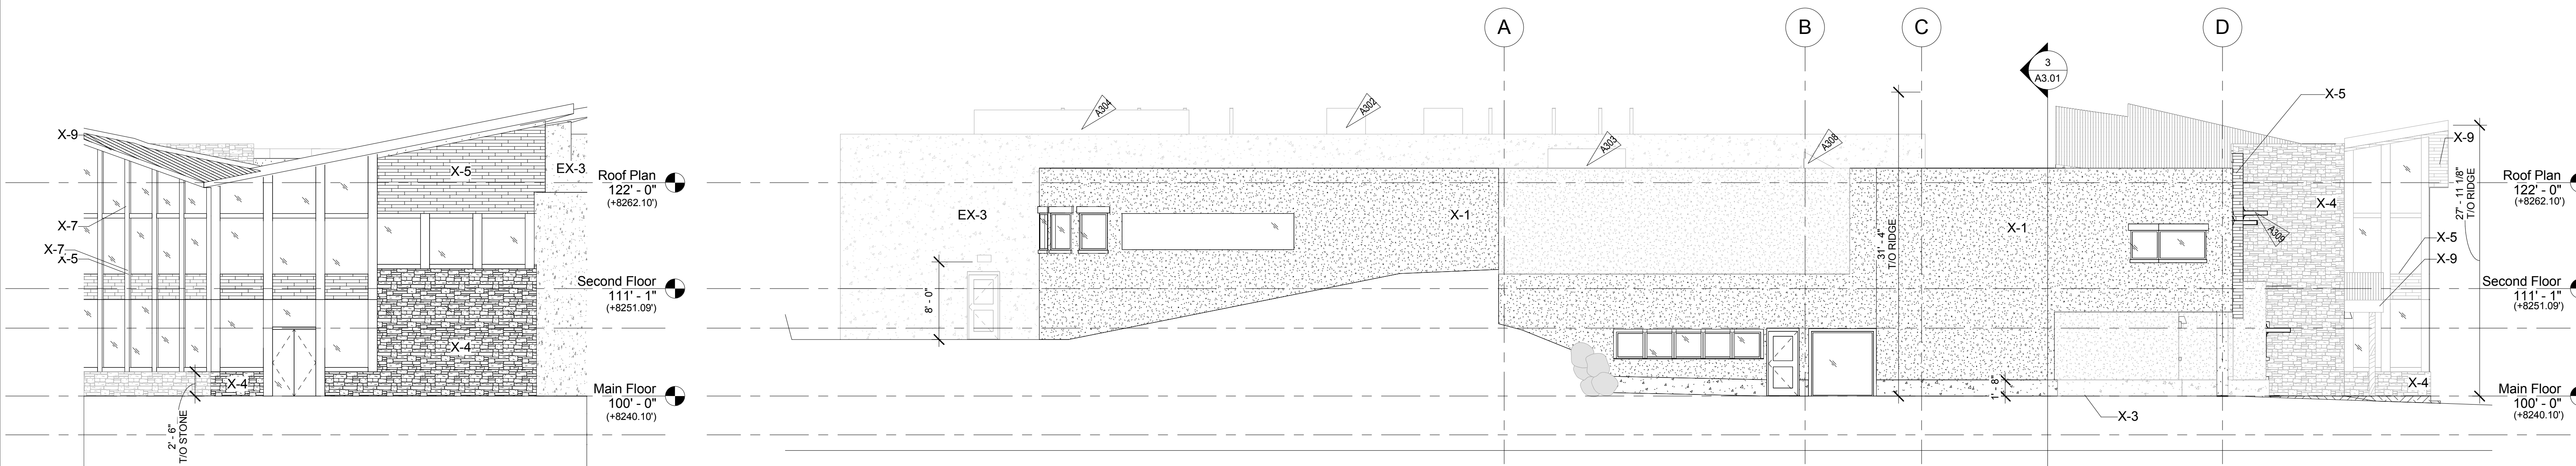 X-9
X-7
X-7
X-5
X-5
EX-3
X-4
X-4
2' - 6"
T/O STONE
Roof Plan
122' - 0"
(+8262.10')
Second Floor
111' - 1"
(+8251.09')
Main Floor
100' - 0"
(+8240.10')
A
B
C
D
3
A3.01
A304
A302
A303
A308
EX-3
8' - 0"
X-1
31' - 4"
T/O RIDGE
X-1
1' - 8"
X-3
X-5
X-4
A309
X-9
27' - 11 1/8"
T/O RIDGE
X-5
X-9
X-4
Roof Plan
122' - 0"
(+8262.10')
Second Floor
111' - 1"
(+8251.09')
Main Floor
100' - 0"
(+8240.10')